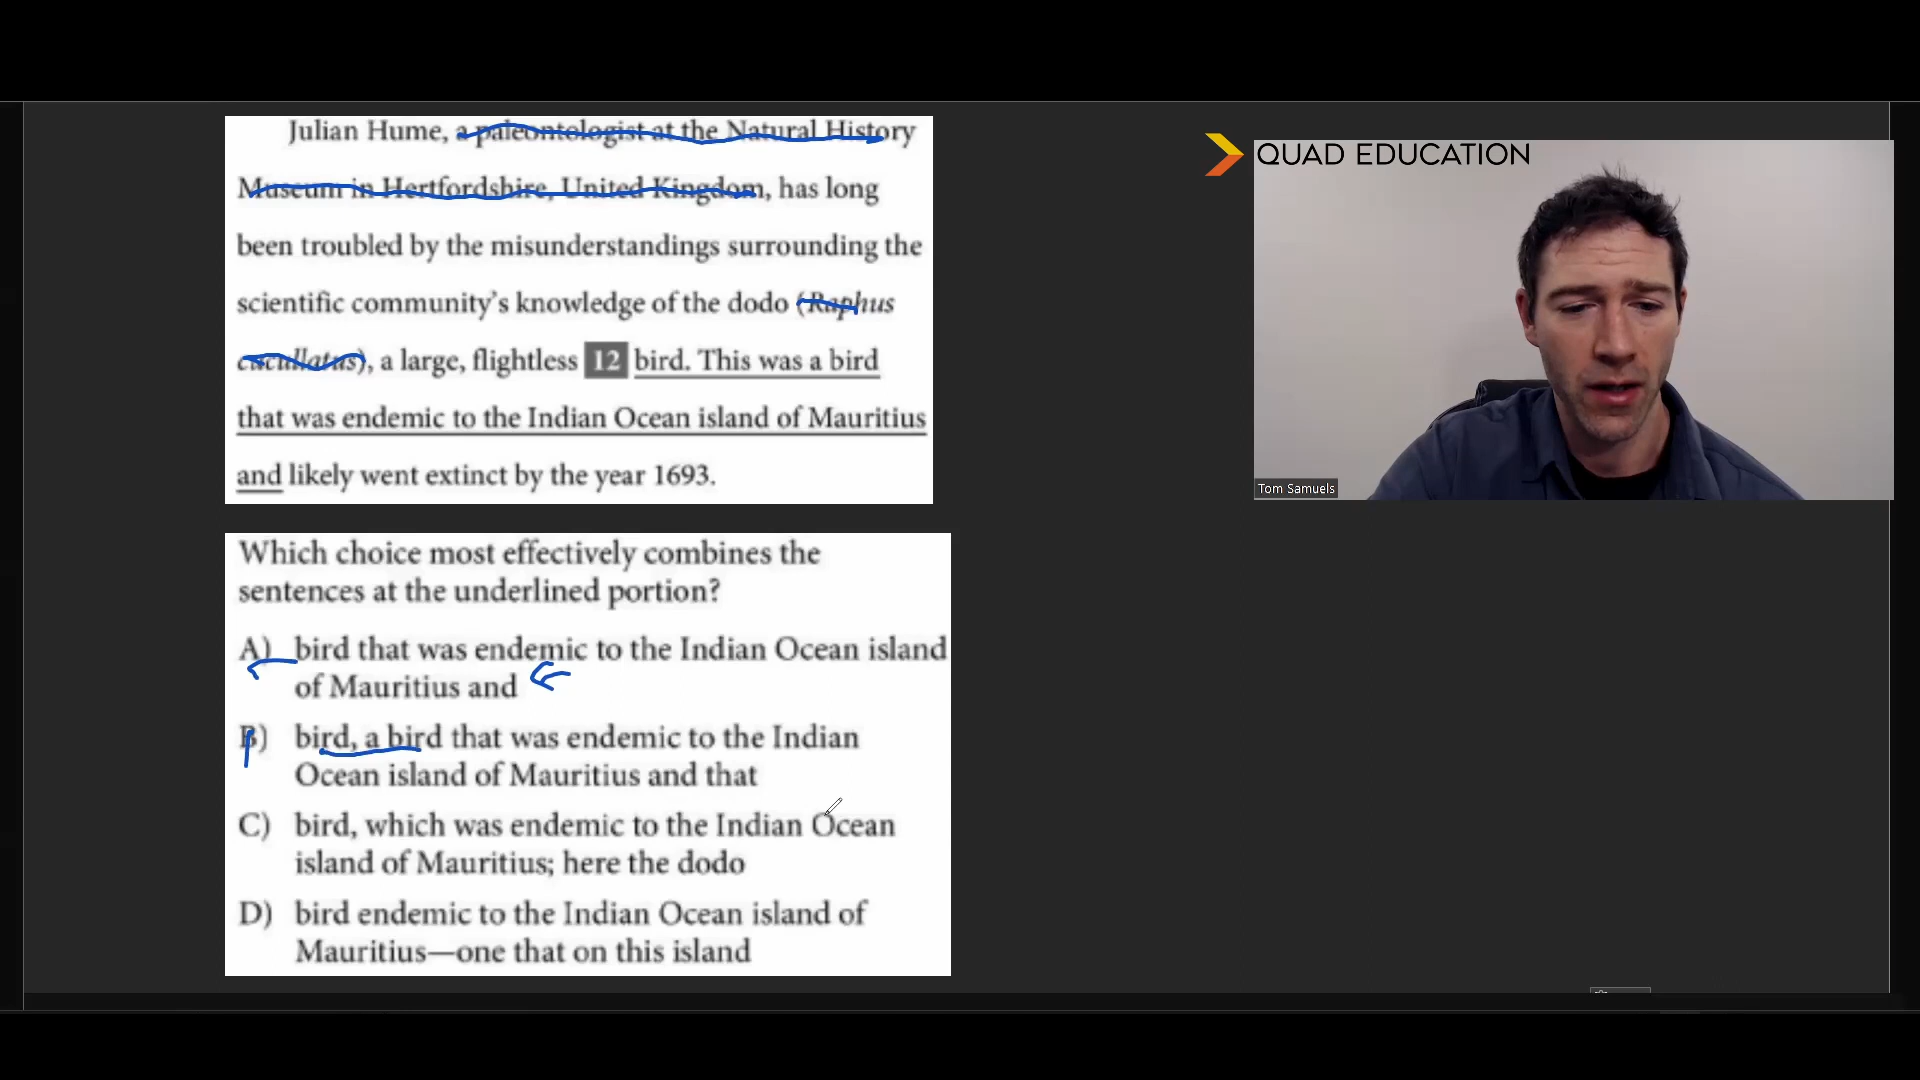 Julian Hume, a paleontologist at the Natural History
Museum in Hertfordshire, United Kingdom, has long
been troubled by the misunderstandings surrounding the
scientific community's knowledge of the dodo (Raphus
cucullatus), a large, flightless 12 bird. This was a bird
that was endemic to the Indian Ocean island of Mauritius
and likely went extinct by the year 1693.
QUAD EDUCATION
Tom Samuels
Which choice most effectively combines the
sentences at the underlined portion?
A) bird that was endemic to the Indian Ocean island
of Mauritius and
B) bird, a bird that was endemic to the Indian
Ocean island of Mauritius and that
C) bird, which was endemic to the Indian Ocean
island of Mauritius; here the dodo
D) bird endemic to the Indian Ocean island of
Mauritius—one that on this island